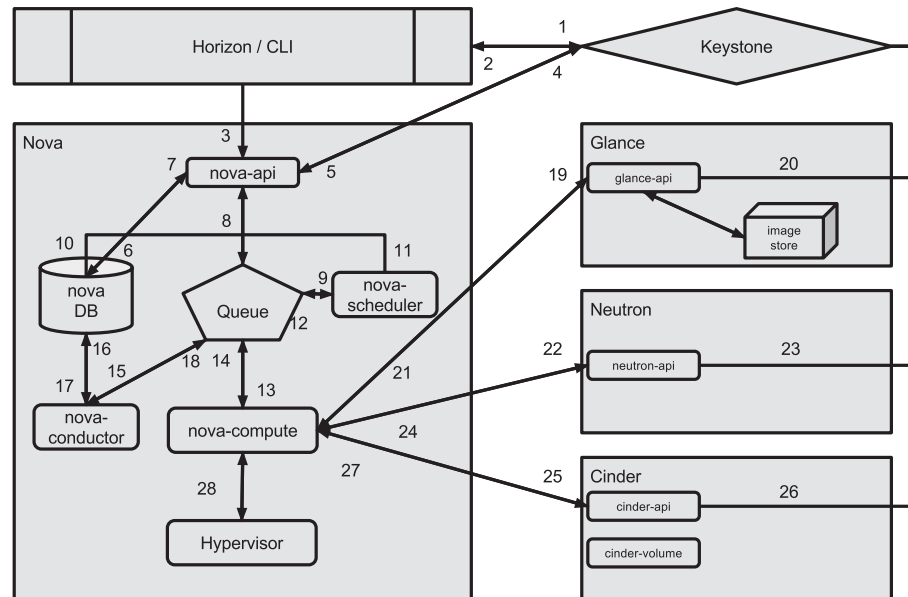 Horizon / CLI
1
2
Keystone
4
3
Nova
7
nova-api
5
Glance
19
glance-api
20
image
store
8
10
6
11
nova
DB
9
nova-
scheduler
Queue
12
Neutron
16
15
18
14
21
22
neutron-api
23
17
13
nova-
conductor
nova-compute
24
27
Cinder
25
26
28
cinder-api
Hypervisor
cinder-volume